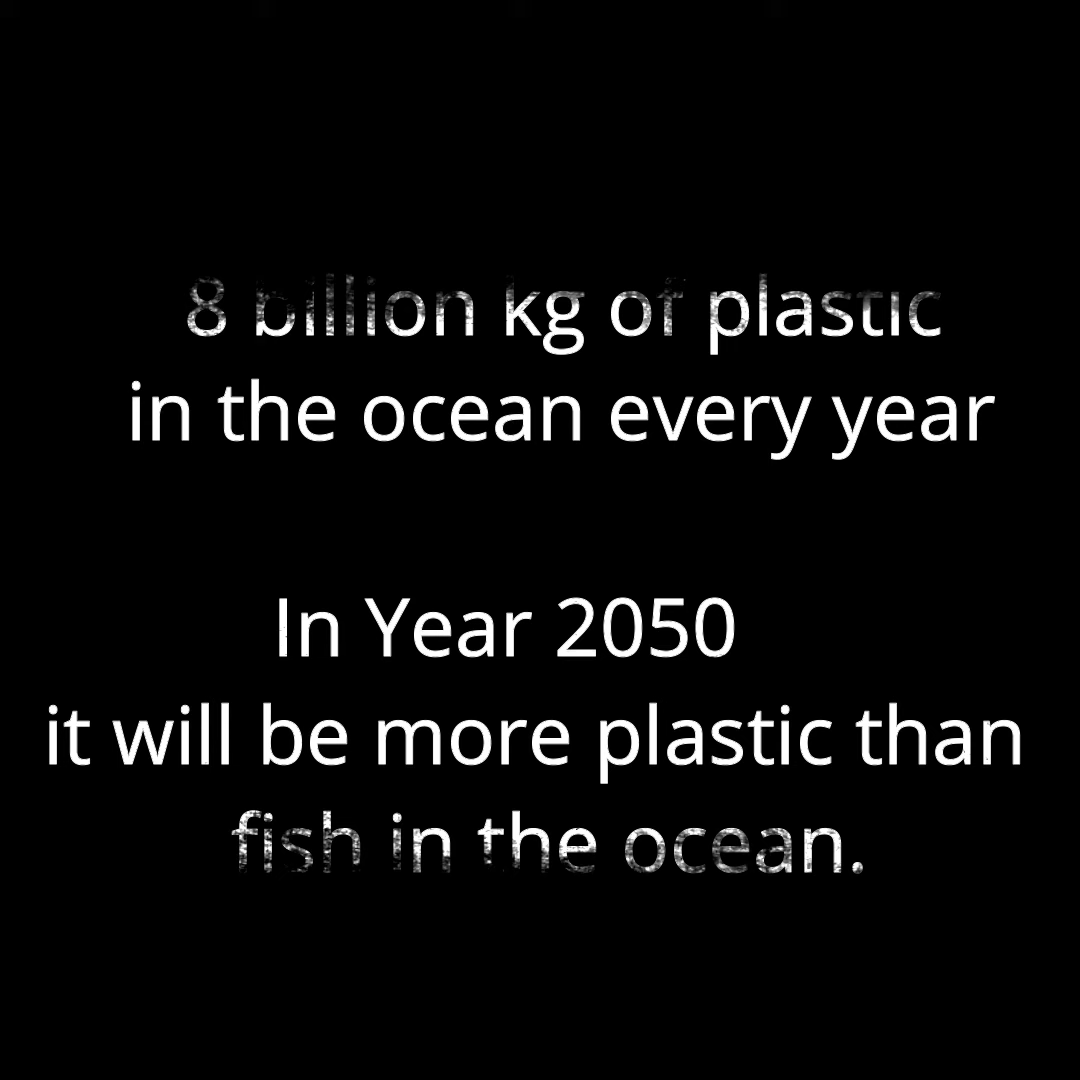 8 billion kg of plastic
in the ocean every year
In Year 2050
it will be more plastic than
fish in the ocean.